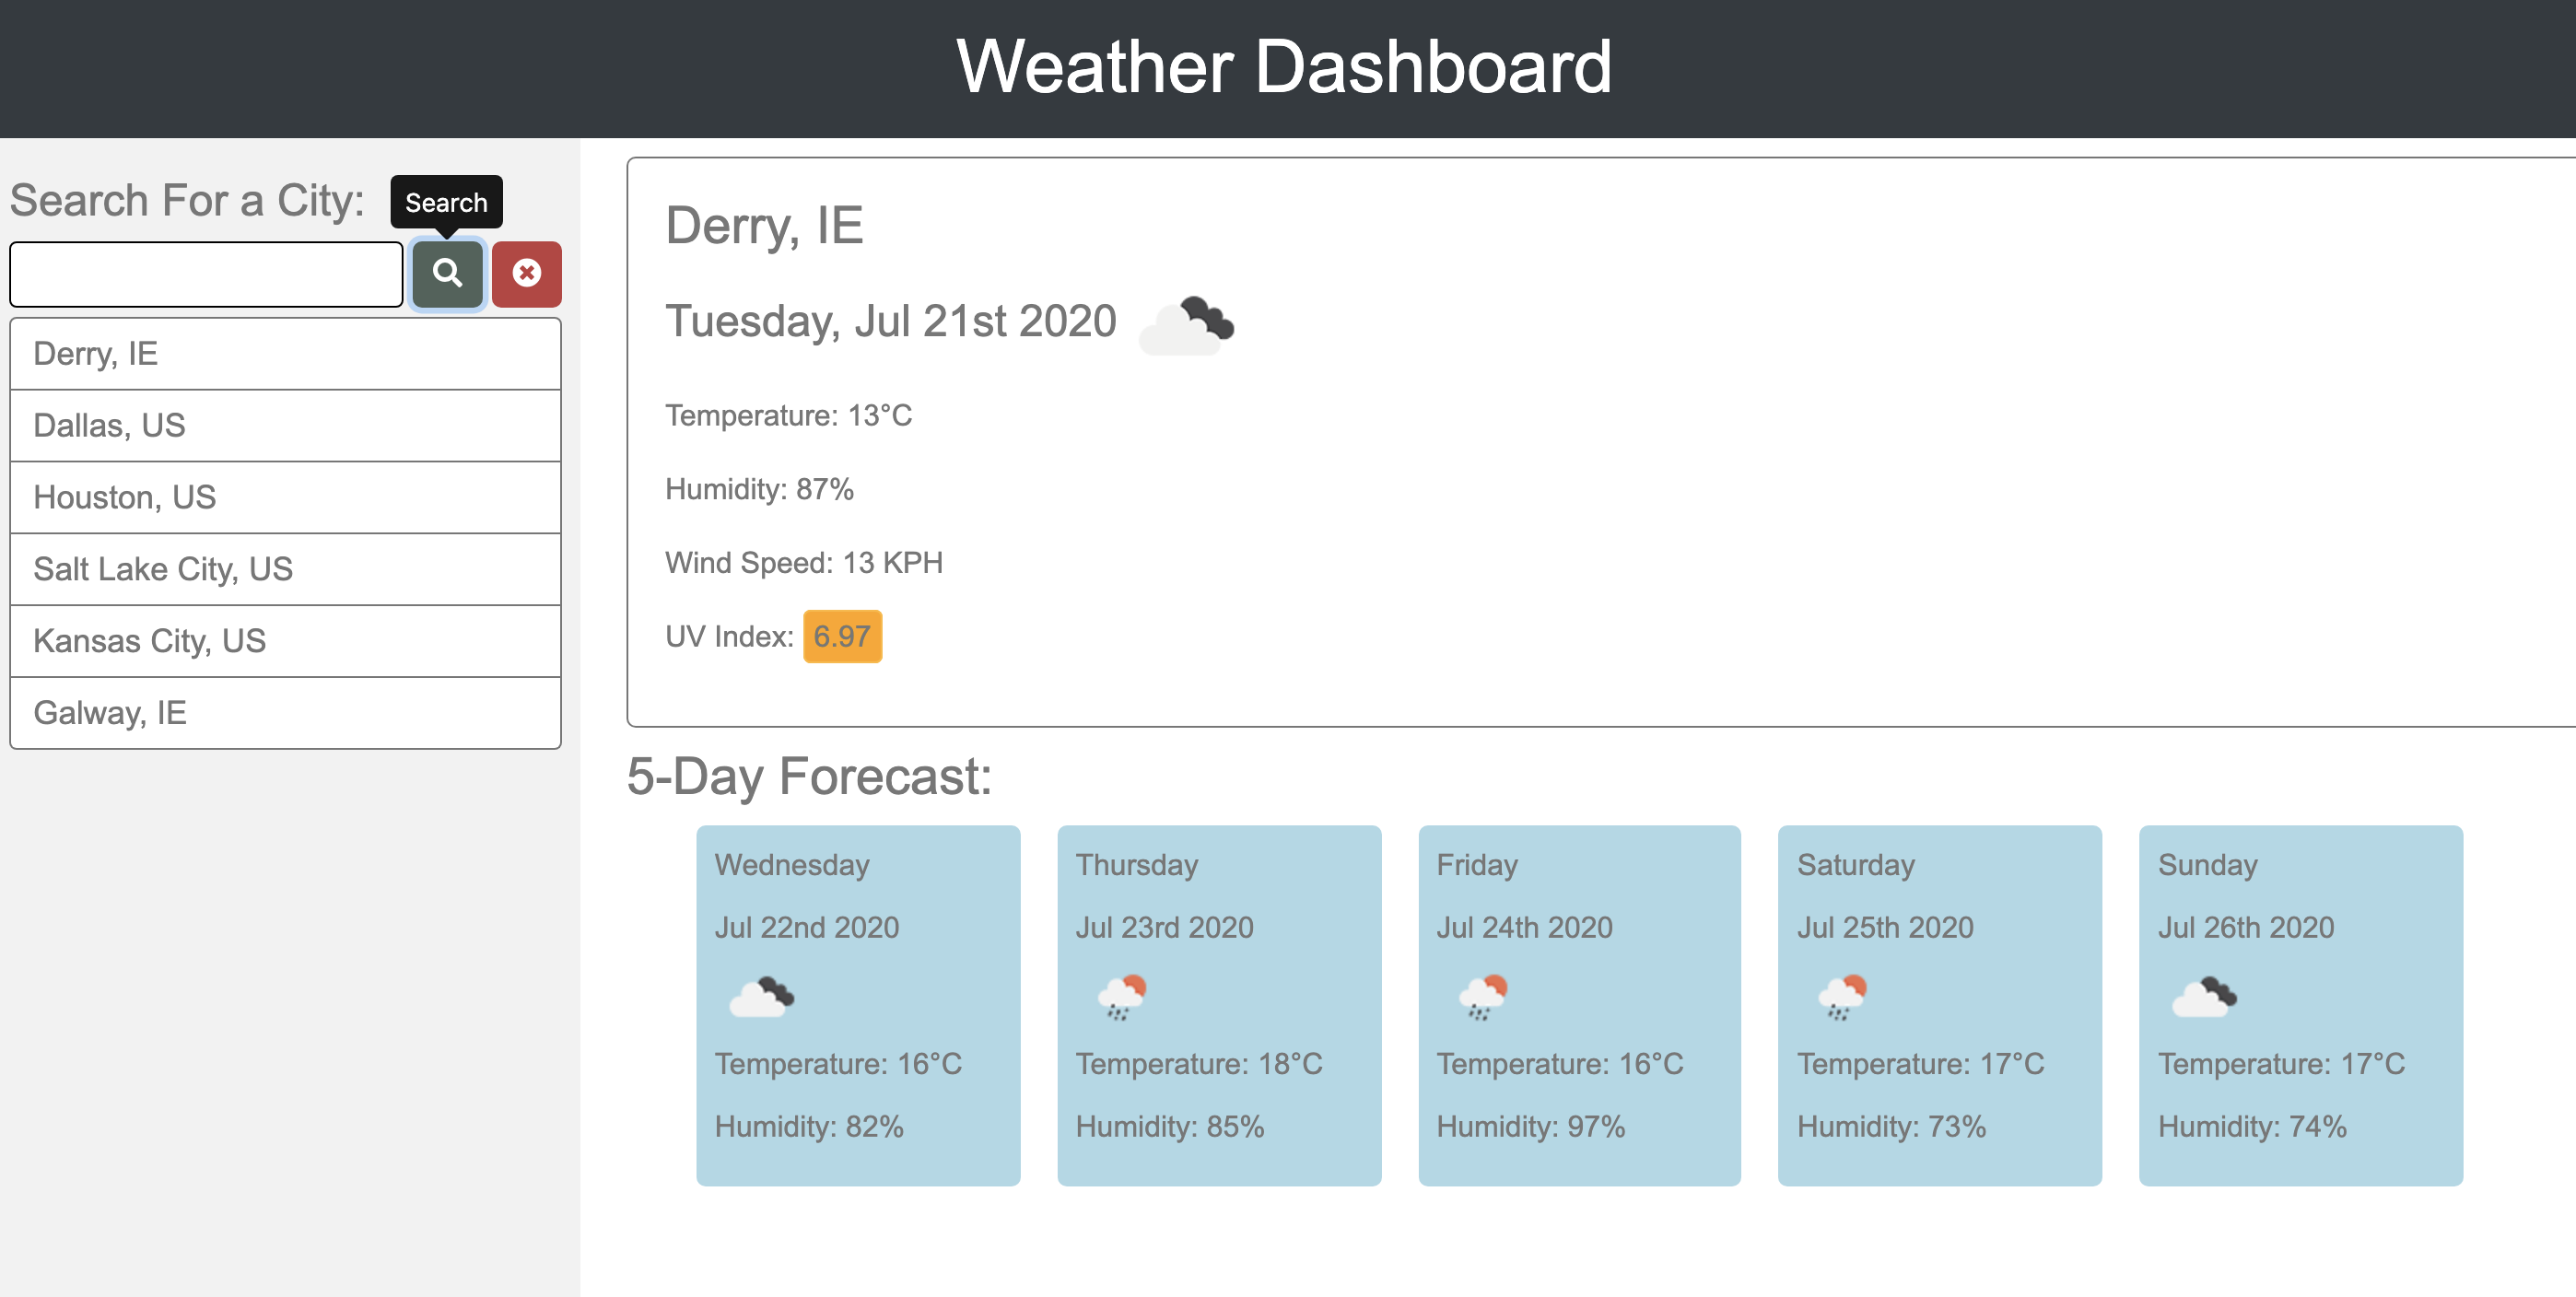 Weather Dashboard
Search For a City:
Search
Derry, IE
Dallas, US
Houston, US
Salt Lake City, US
Kansas City, US
Galway, IE
Derry, IE
Tuesday, Jul 21st 2020
Temperature: 13°C
Humidity: 87%
Wind Speed: 13 KPH
UV Index: 6.97
5-Day Forecast:
Wednesday
Jul 22nd 2020
Temperature: 16°C
Humidity: 82%
Thursday
Jul 23rd 2020
Temperature: 18°C
Humidity: 85%
Friday
Jul 24th 2020
Temperature: 16°C
Humidity: 97%
Saturday
Jul 25th 2020
Temperature: 17°C
Humidity: 73%
Sunday
Jul 26th 2020
Temperature: 17°C
Humidity: 74%